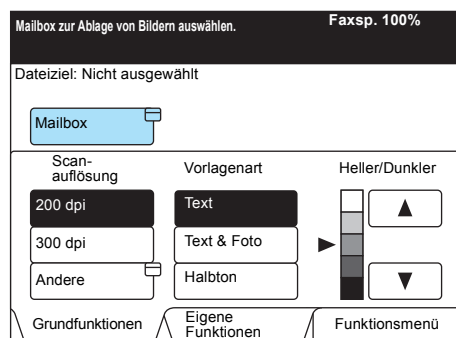 Mailbox zur Ablage von Bildern auswählen.
Faxsp. 100%
Dateiziel: Nicht ausgewählt
Mailbox
Scan-
auflösung
Vorlagenart
Heller/Dunkler
200 dpi
Text
300 dpi
Text & Foto
Andere
Halbton
Grundfunktionen
Eigene
Funktionen
Funktionsmenü